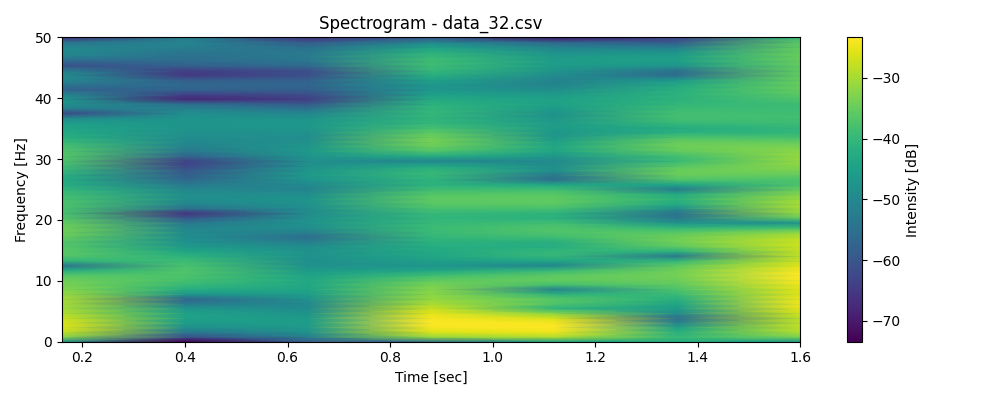 Spectrogram - data_32.csv
50
40
30
20
10
0
Frequency [Hz]
0.2 0.4 0.6 0.8 1.0 1.2 1.4 1.6
Time [sec]
−30
−40
−50
−60
−70
Intensity [dB]